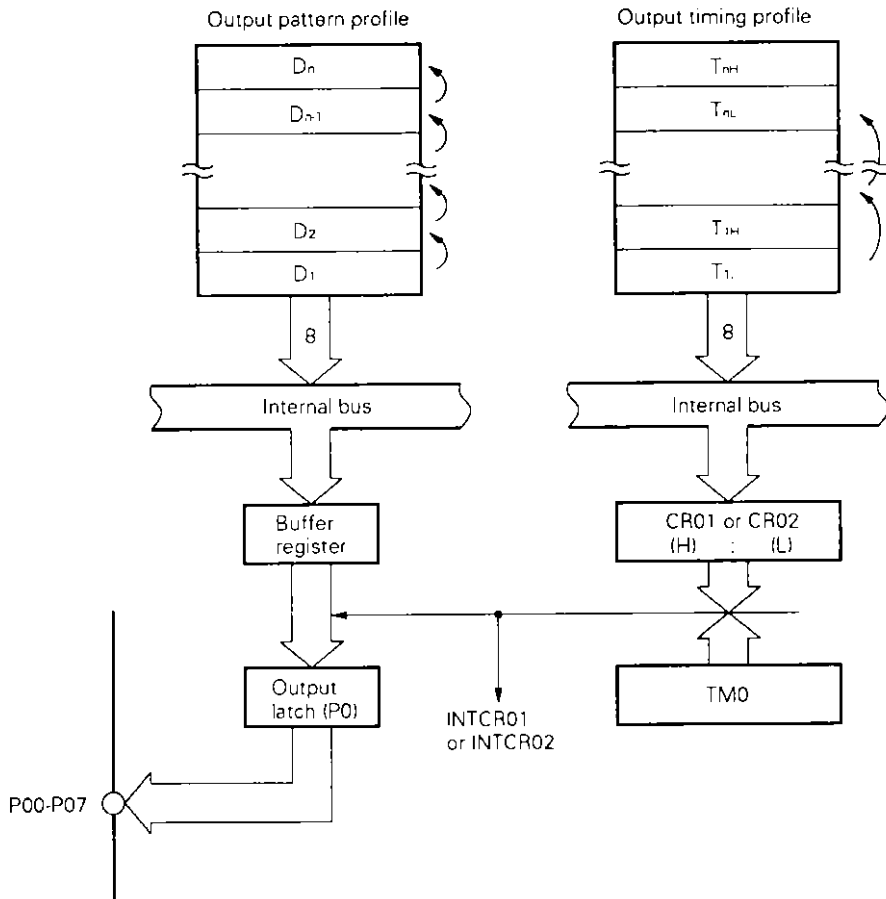 Output pattern profile
Dn
Dn-1
D2
D1
8
Internal bus
Buffer
register
Output
latch (P0)
P00-P07
Output timing profile
TnH
TnL
T1H
T1L
8
Internal bus
CR01 or CR02
(H) : (L)
TM0
INTCR01
or INTCR02